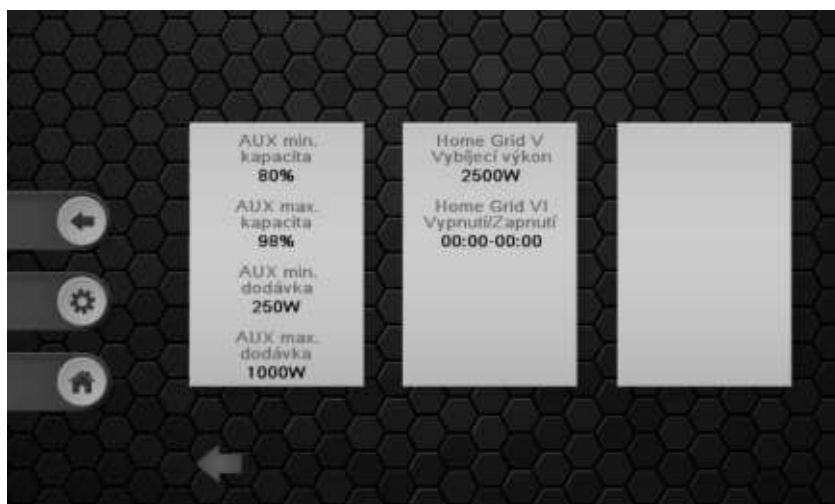 AUX min.
kapacita
80%
AUX max.
kapacita
98%
AUX min.
dodávka
250W
AUX max.
dodávka
1000W
Home Grid V
Vybíjecí výkon
2500W
Home Grid VI
Vypnutí/Zapnutí
00:00-00:00